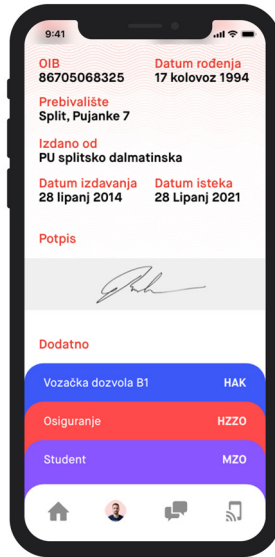 9:41
OIB Datum rođenja
86705068325 17 kolovoz 1994
Prebivalište
Split, Pujanke 7
Izdano od
PU splitsko dalmatinska
Datum izdavanja Datum isteka
28 lipanj 2014 28 Lipanj 2021
Potpis
Dodatno
Vozačka dozvola B1 HAK
Osiguranje HZZO
Student MZO